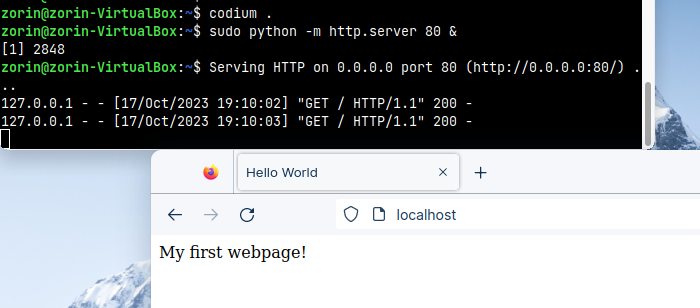 zorin@zorin-VirtualBox:~$ codium .
zorin@zorin-VirtualBox:~$ sudo python -m http.server 80 &
[1] 2848
zorin@zorin-VirtualBox:~$ Serving HTTP on 0.0.0.0 port 80 (http://0.0.0.0:80/) .
..
127.0.0.1 - - [17/Oct/2023 19:10:02] "GET / HTTP/1.1" 200 -
127.0.0.1 - - [17/Oct/2023 19:10:03] "GET / HTTP/1.1" 200 -
Hello World
localhost
My first webpage!